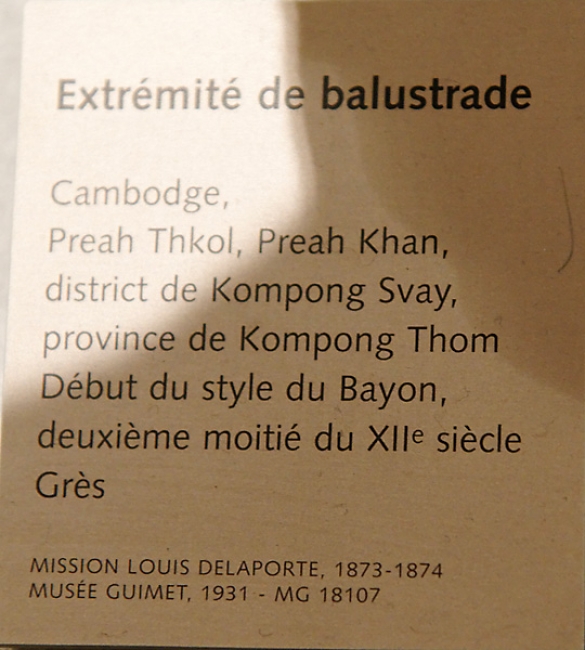 Extrémité de balustrade
Cambodge,
Preah Thkol, Preah Khan,
district de Kompong Svay,
province de Kompong Thom
Début du style du Bayon,
deuxième moitié du XIIe siècle
Grès
MISSION LOUIS DELAPORTE, 1873-1874
MUSÉE GUIMET, 1931 - MG 18107